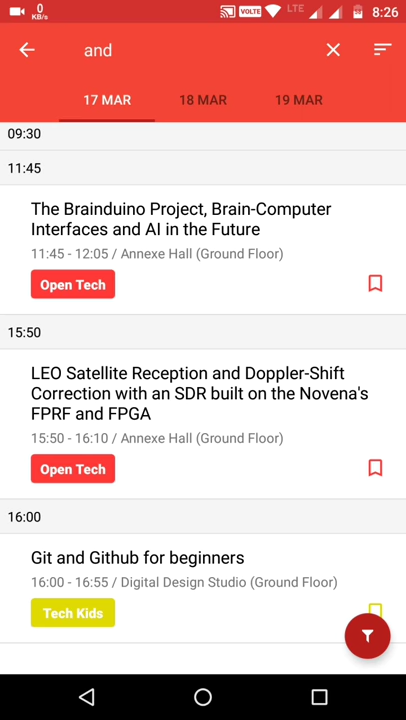 0
KB/s
VOLTE
LTE
8:26
and
17 MAR
18 MAR
19 MAR
09:30
11:45
The Brainduino Project, Brain-Computer
Interfaces and AI in the Future
11:45 - 12:05 / Annexe Hall (Ground Floor)
Open Tech
15:50
LEO Satellite Reception and Doppler-Shift
Correction with an SDR built on the Novena's
FPRF and FPGA
15:50 - 16:10 / Annexe Hall (Ground Floor)
Open Tech
16:00
Git and Github for beginners
16:00 - 16:55 / Digital Design Studio (Ground Floor)
Tech Kids